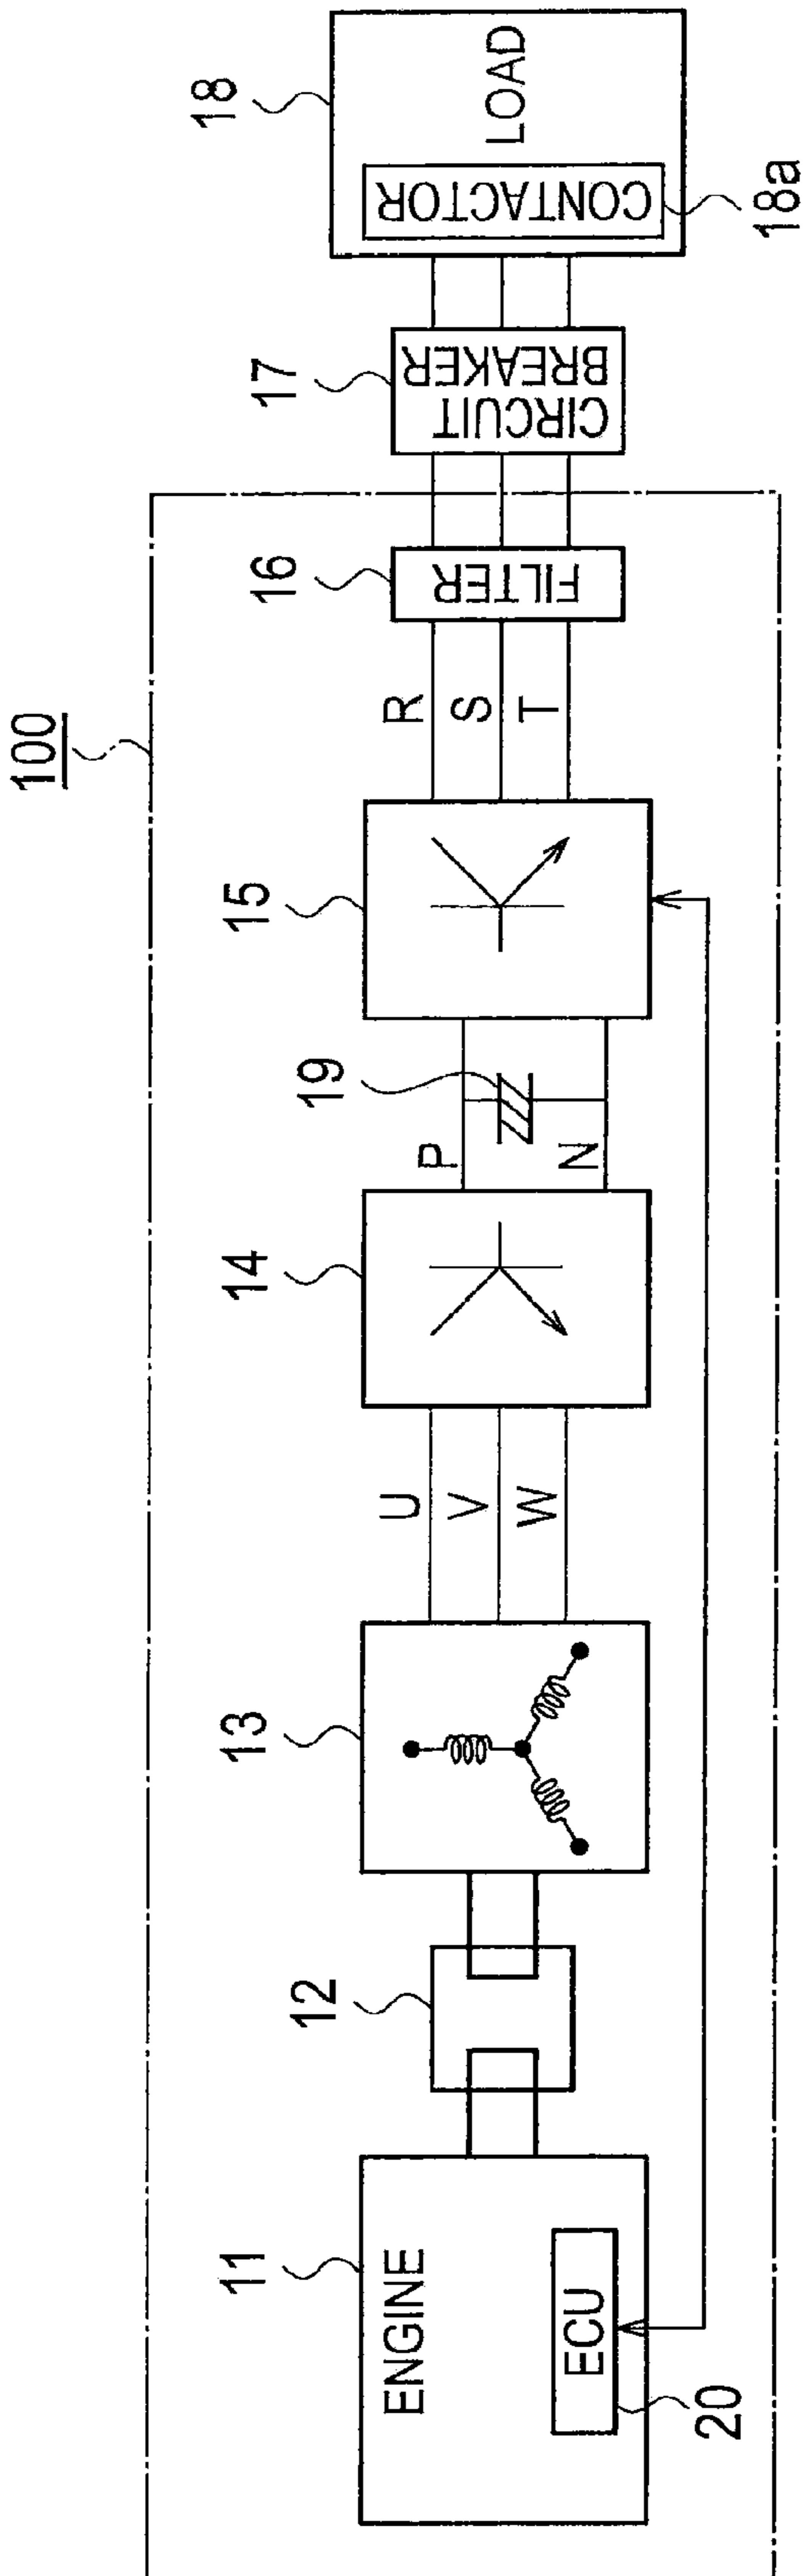 100
11
12
13
14
19
15
16
17
18
ENGINE
ECU
20
U
V
W
P
N
R
S
T
FILTER
CIRCUIT
BREAKER
CONTACTOR
LOAD
18a